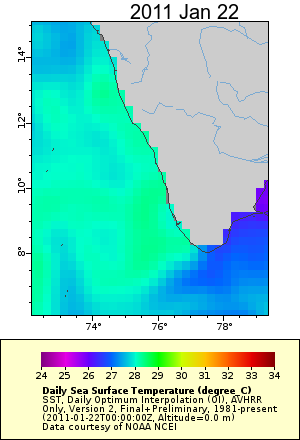 2011 Jan 22
14°
12°
10°
8°
74° 76° 78°
24 25 26 27 28 29 30 31 32 33 34
Daily Sea Surface Temperature (degree_C)
SST, Daily Optimum Interpolation (OI), AVHRR
Only, Version 2, Final+Preliminary, 1981-present
(2011-01-22T00:00:00Z, Altitude=0.0 m)
Data courtesy of NOAA NCEI